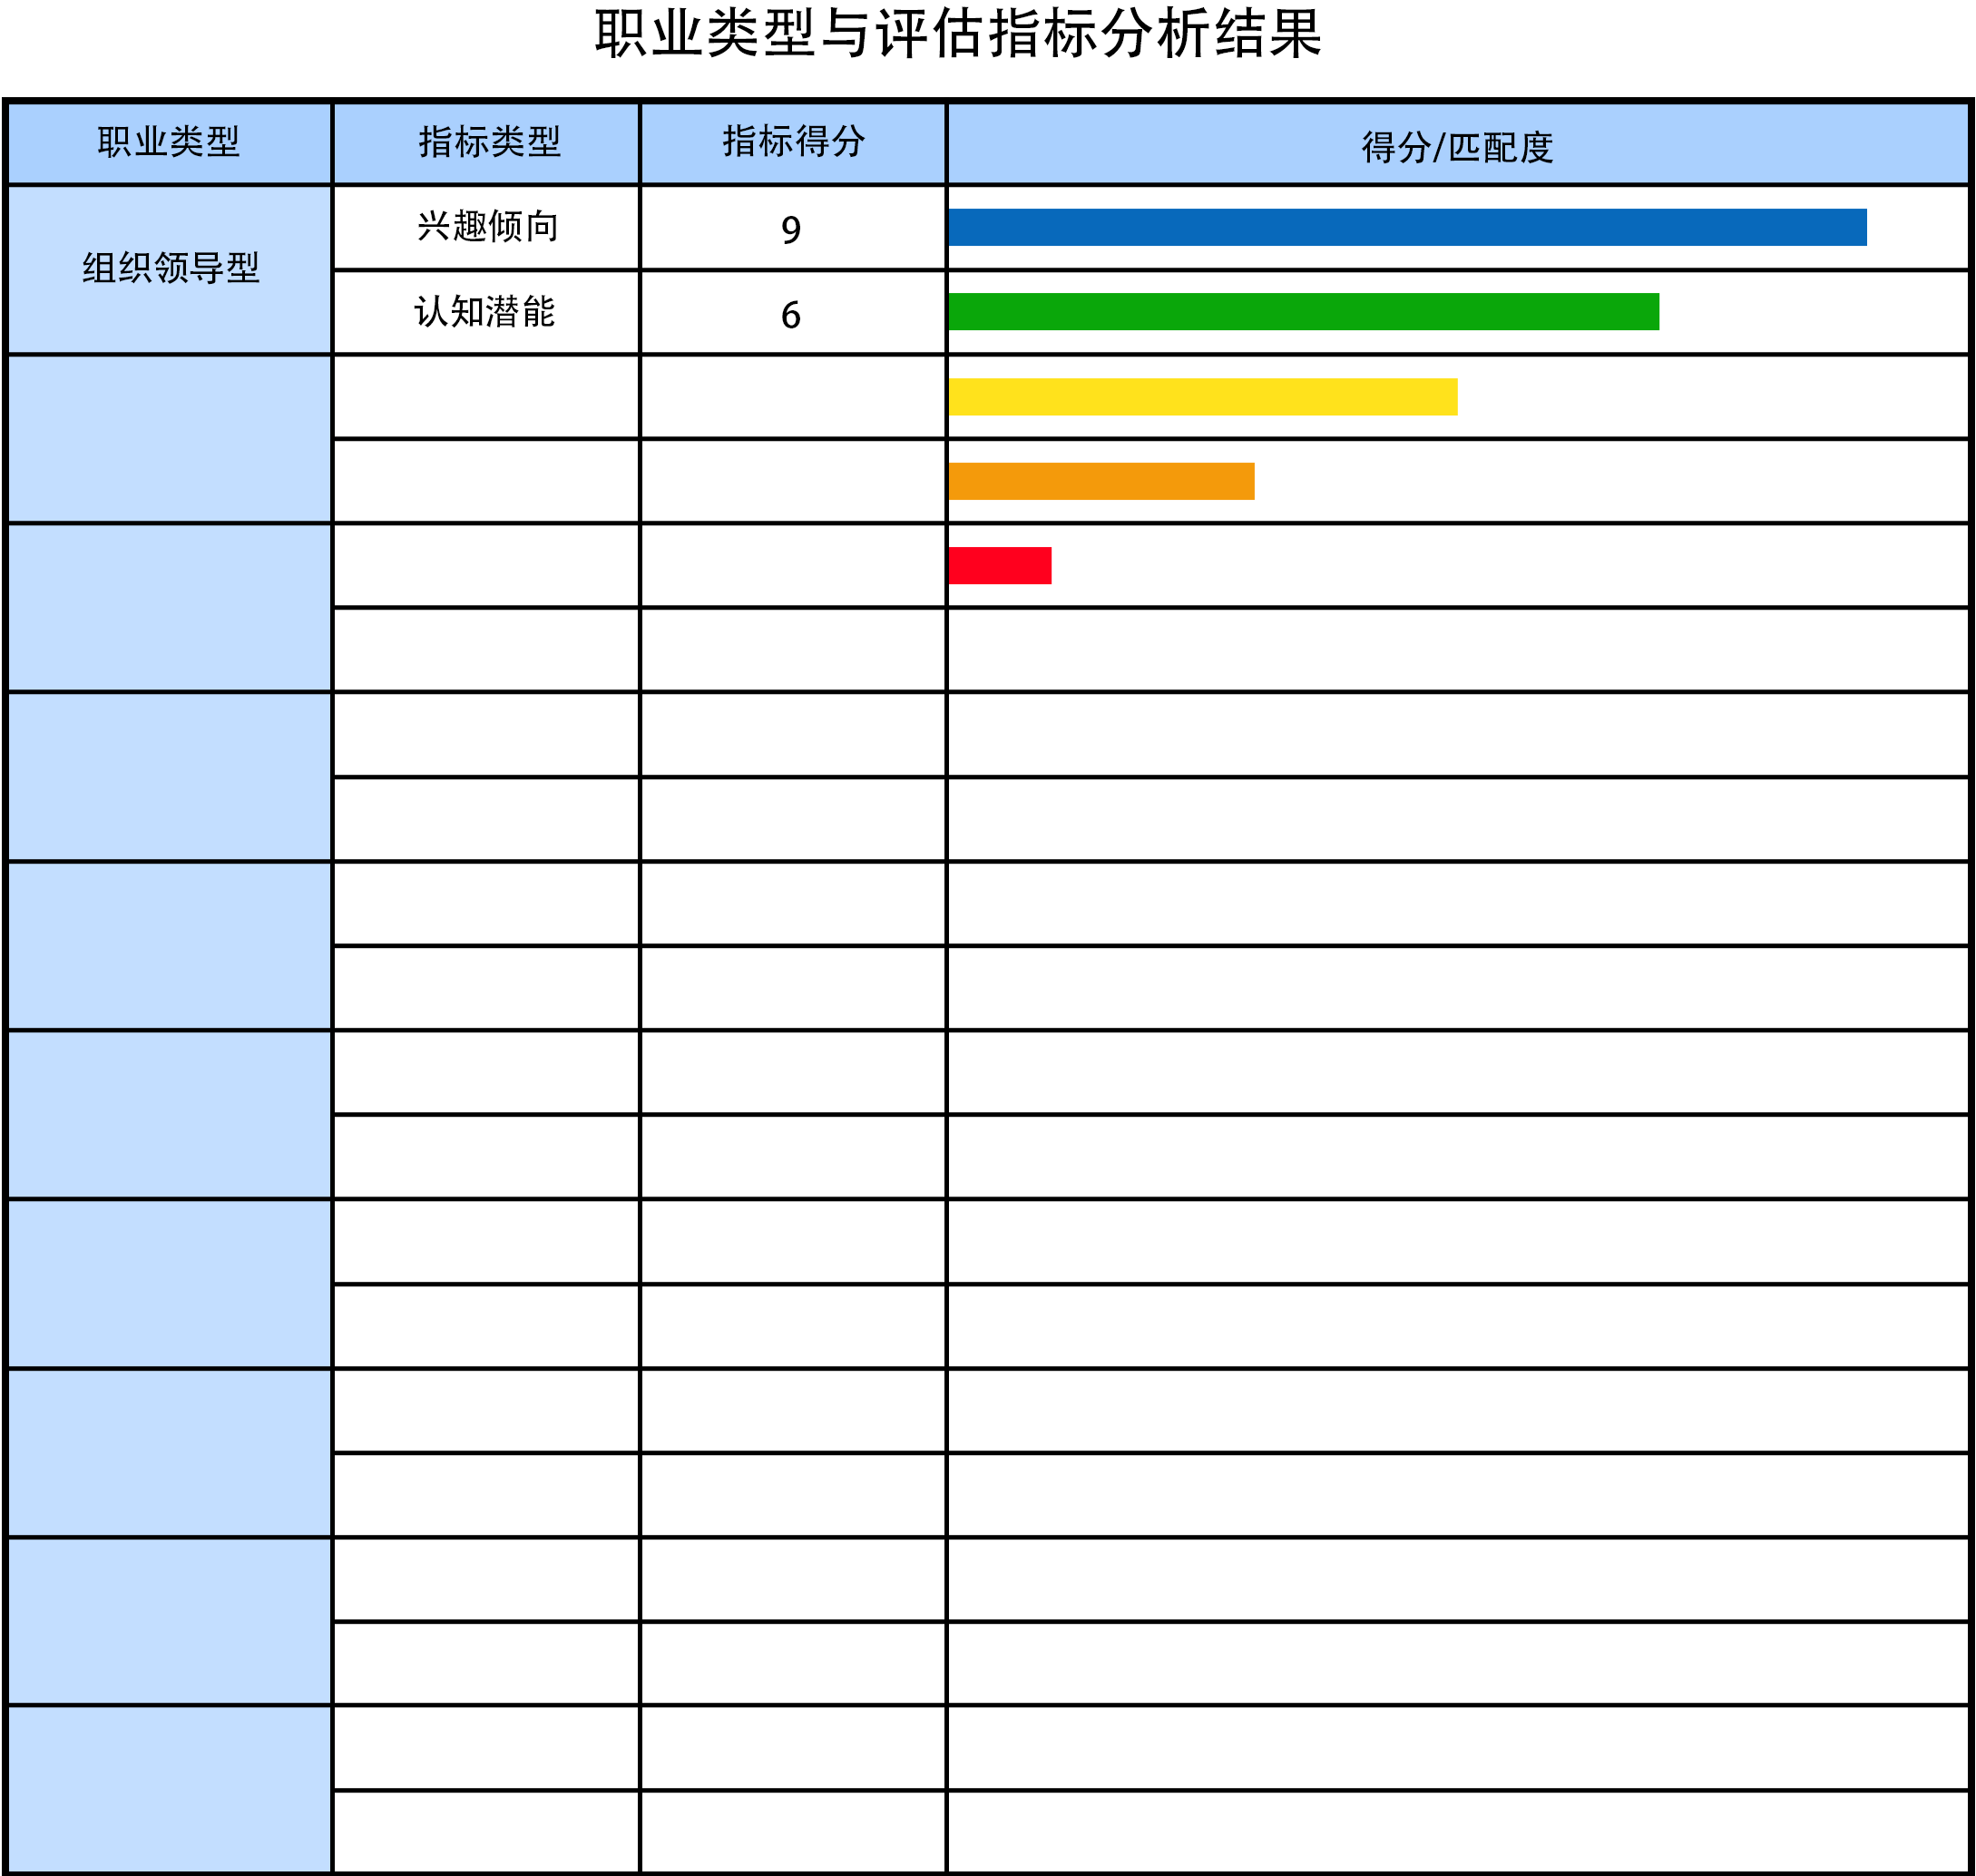 职业类型与评估指标分析结果
职业类型 指标类型 指标得分 得分/匹配度
组织领导型 兴趣倾向 9
认知潜能 6